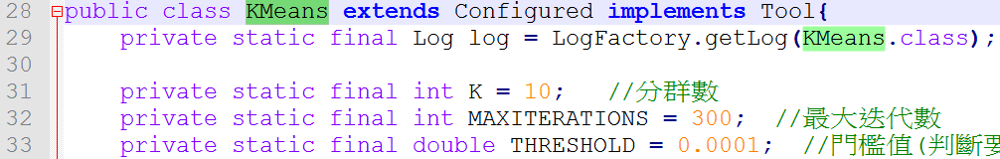 28 public class KMeans extends Configured implements Tool{
29 private static final Log log = LogFactory.getLog(KMeans.class);
30
31 private static final int K = 10; //分群數
32 private static final int MAXITERATIONS = 300; //最大迭代數
33 private static final double THRESHOLD = 0.0001; //門檻值(判斷要